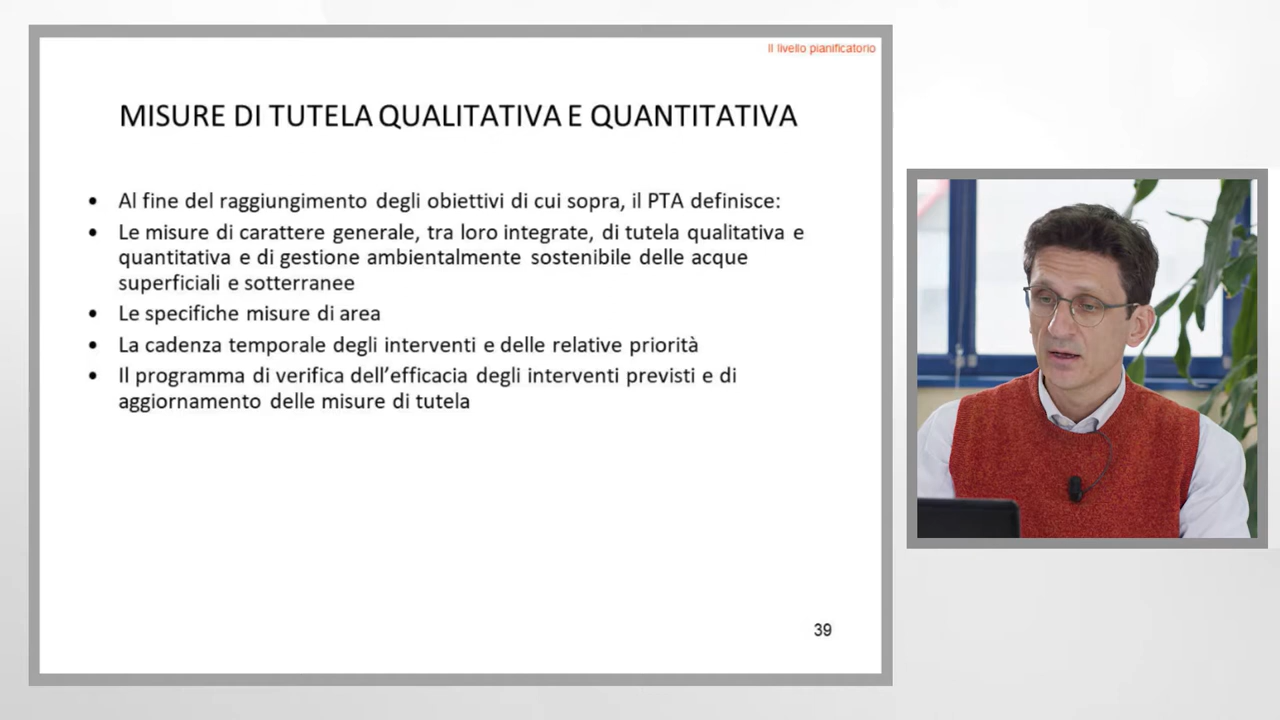 Il livello pianificatorio
MISURE DI TUTELA QUALITATIVA E QUANTITATIVA
• Al fine del raggiungimento degli obiettivi di cui sopra, il PTA definisce:
• Le misure di carattere generale, tra loro integrate, di tutela qualitativa e
quantitativa e di gestione ambientalmente sostenibile delle acque
superficiali e sotterranee
• Le specifiche misure di area
• La cadenza temporale degli interventi e delle relative priorità
• Il programma di verifica dell’efficacia degli interventi previsti e di
aggiornamento delle misure di tutela
39